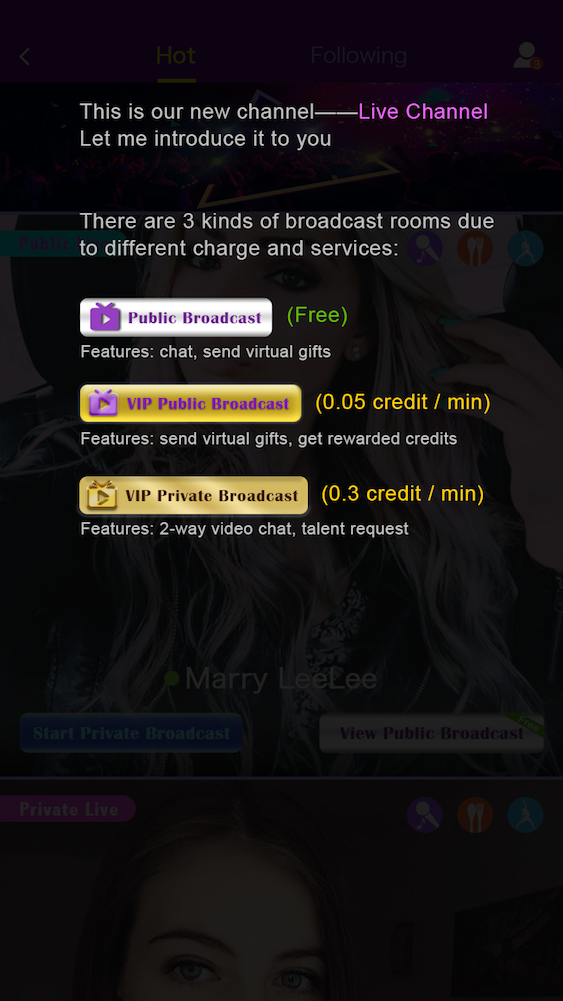 Hot
Following
3
This is our new channel——Live Channel
Let me introduce it to you
There are 3 kinds of broadcast rooms due
to different charge and services:
Public Broadcast (Free)
Features: chat, send virtual gifts
VIP Public Broadcast (0.05 credit / min)
Features: send virtual gifts, get rewarded credits
VIP Private Broadcast (0.3 credit / min)
Features: 2-way video chat, talent request
Marry LeeLee
Start Private Broadcast
View Public Broadcast
Free
Private Live